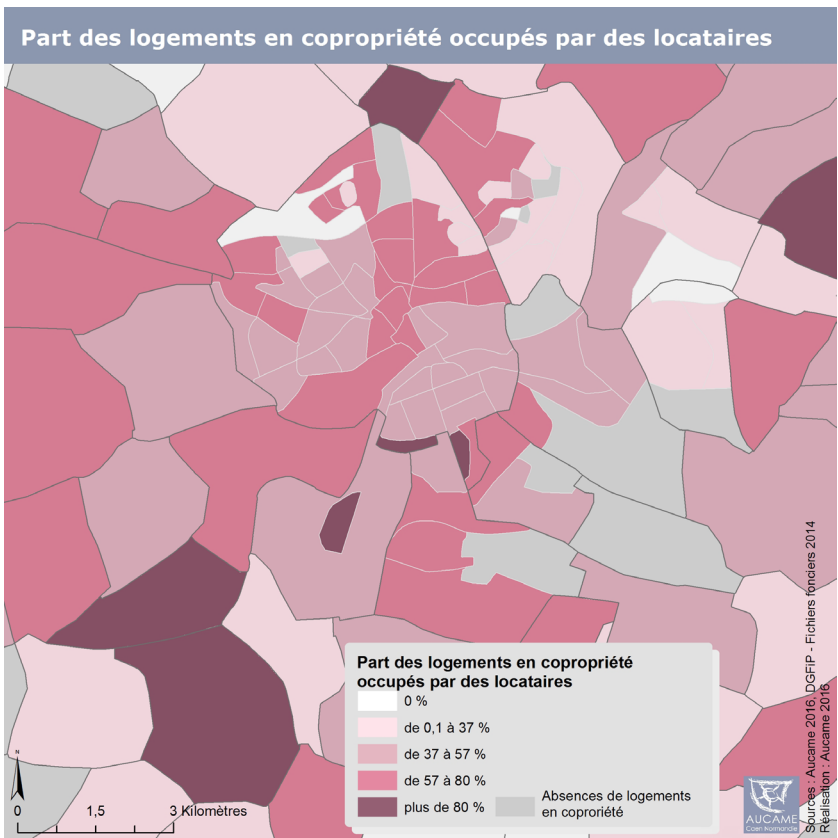 Part des logements en copropriété occupés par des locataires
Part des logements en copropriété
occupés par des locataires
0 %
de 0,1 à 37 %
de 37 à 57 %
de 57 à 80 %
plus de 80 %
Absences de logements
en coproriété
N
0 1,5 3 Kilomètres
Sources : Aucame 2016, DGFiP - Fichiers fonciers 2014
Réalisation : Aucame 2016
AUCAME
Caen Normandie